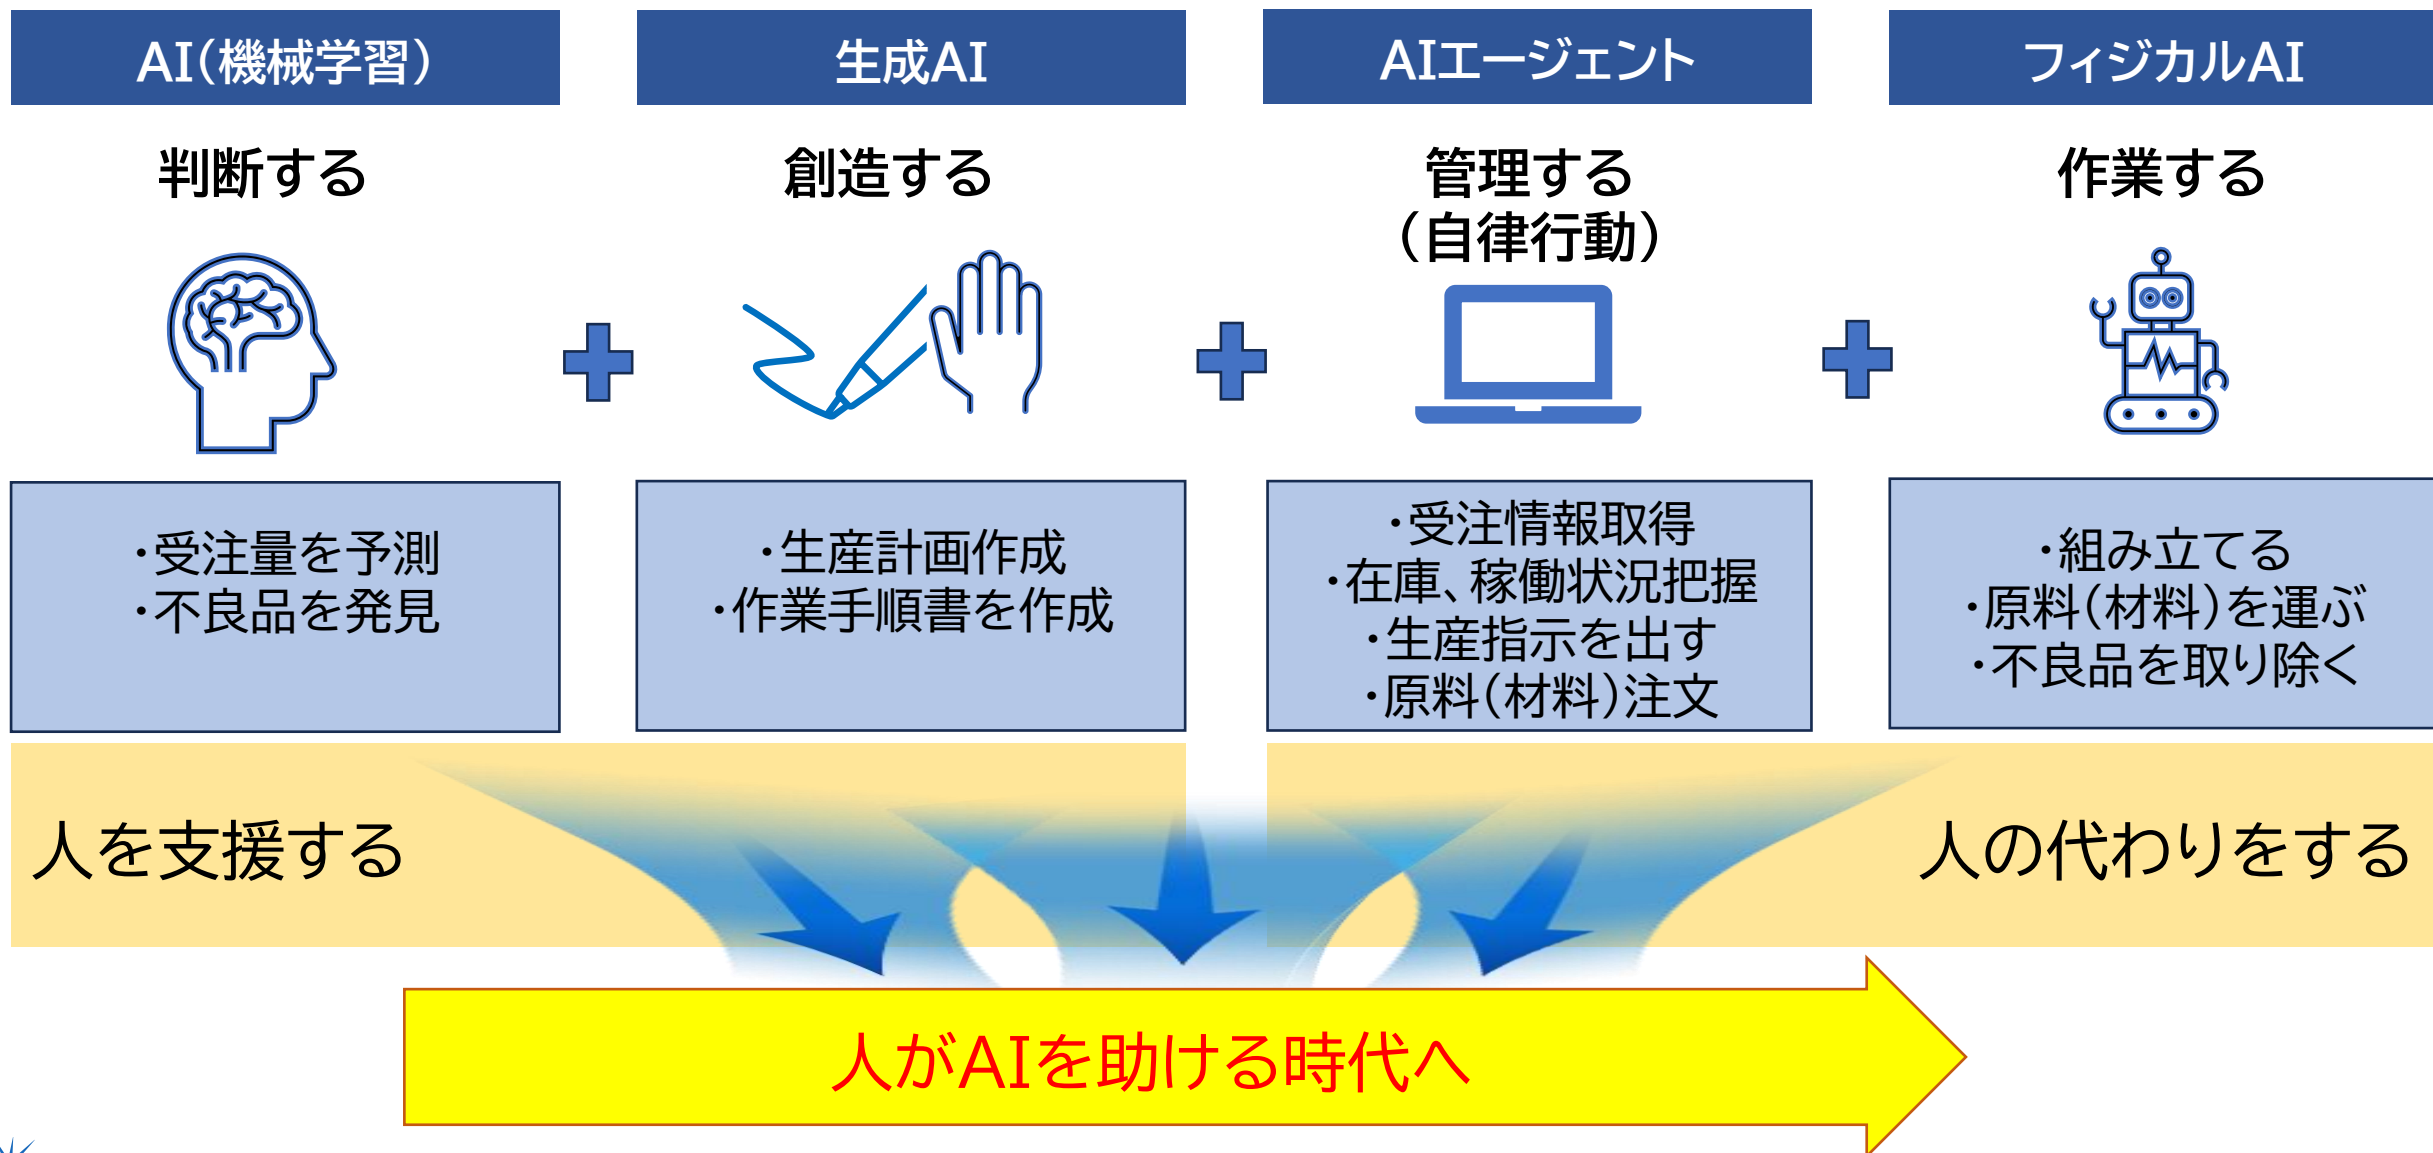 AI(機械学習)
判断する
・受注量を予測
・不良品を発見
生成AI
創造する
・生産計画作成
・作業手順書を作成
AIエージェント
管理する
(自律行動)
・受注情報取得
・在庫、稼働状況把握
・生産指示を出す
・原料(材料)注文
フィジカルAI
作業する
・組み立てる
・原料(材料)を運ぶ
・不良品を取り除く
人を支援する
人の代わりをする
人がAIを助ける時代へ